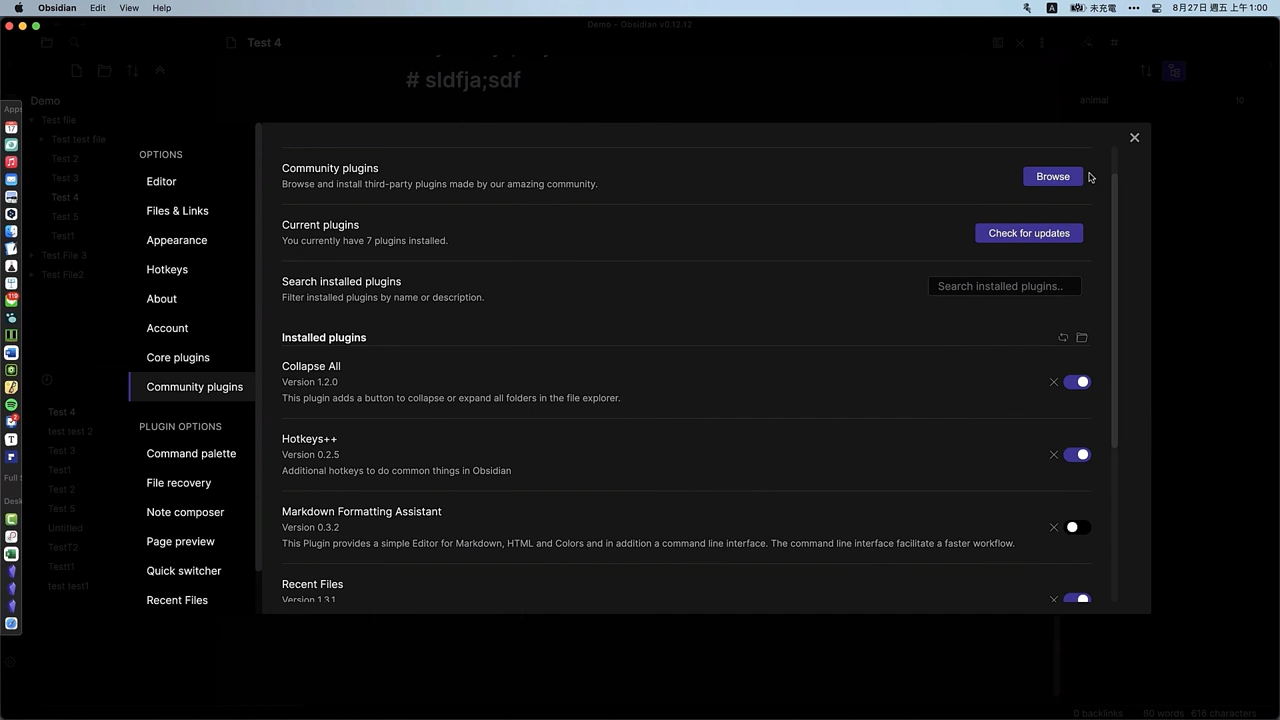 Obsidian Edit View Help
A 未充電 8月27日 週五 上午1:00
Demo - Obsidian v0.12.12
Test 4
# sldfja;sdf
Demo
Test file
Test test file
Test 2
Test 3
Test 4
Test 5
Test1
Test File 3
Test File2
Test 4
test test 2
Test 3
Test1
Test 2
Test 5
Untitled
TestT2
Testt1
test test1
animal 10
Apps
17
119
2
Desk
OPTIONS
Editor
Files & Links
Appearance
Hotkeys
About
Account
Core plugins
Community plugins
PLUGIN OPTIONS
Command palette
File recovery
Note composer
Page preview
Quick switcher
Recent Files
Community plugins
Browse and install third-party plugins made by our amazing community.
Browse
Current plugins
You currently have 7 plugins installed.
Check for updates
Search installed plugins
Filter installed plugins by name or description.
Search installed plugins..
Installed plugins
Collapse All
Version 1.2.0
This plugin adds a button to collapse or expand all folders in the file explorer.
Hotkeys++
Version 0.2.5
Additional hotkeys to do common things in Obsidian
Markdown Formatting Assistant
Version 0.3.2
This Plugin provides a simple Editor for Markdown, HTML and Colors and in addition a command line interface. The command line interface facilitate a faster workflow.
Recent Files
Version 1.3.1
0 backlinks 80 words 616 characters